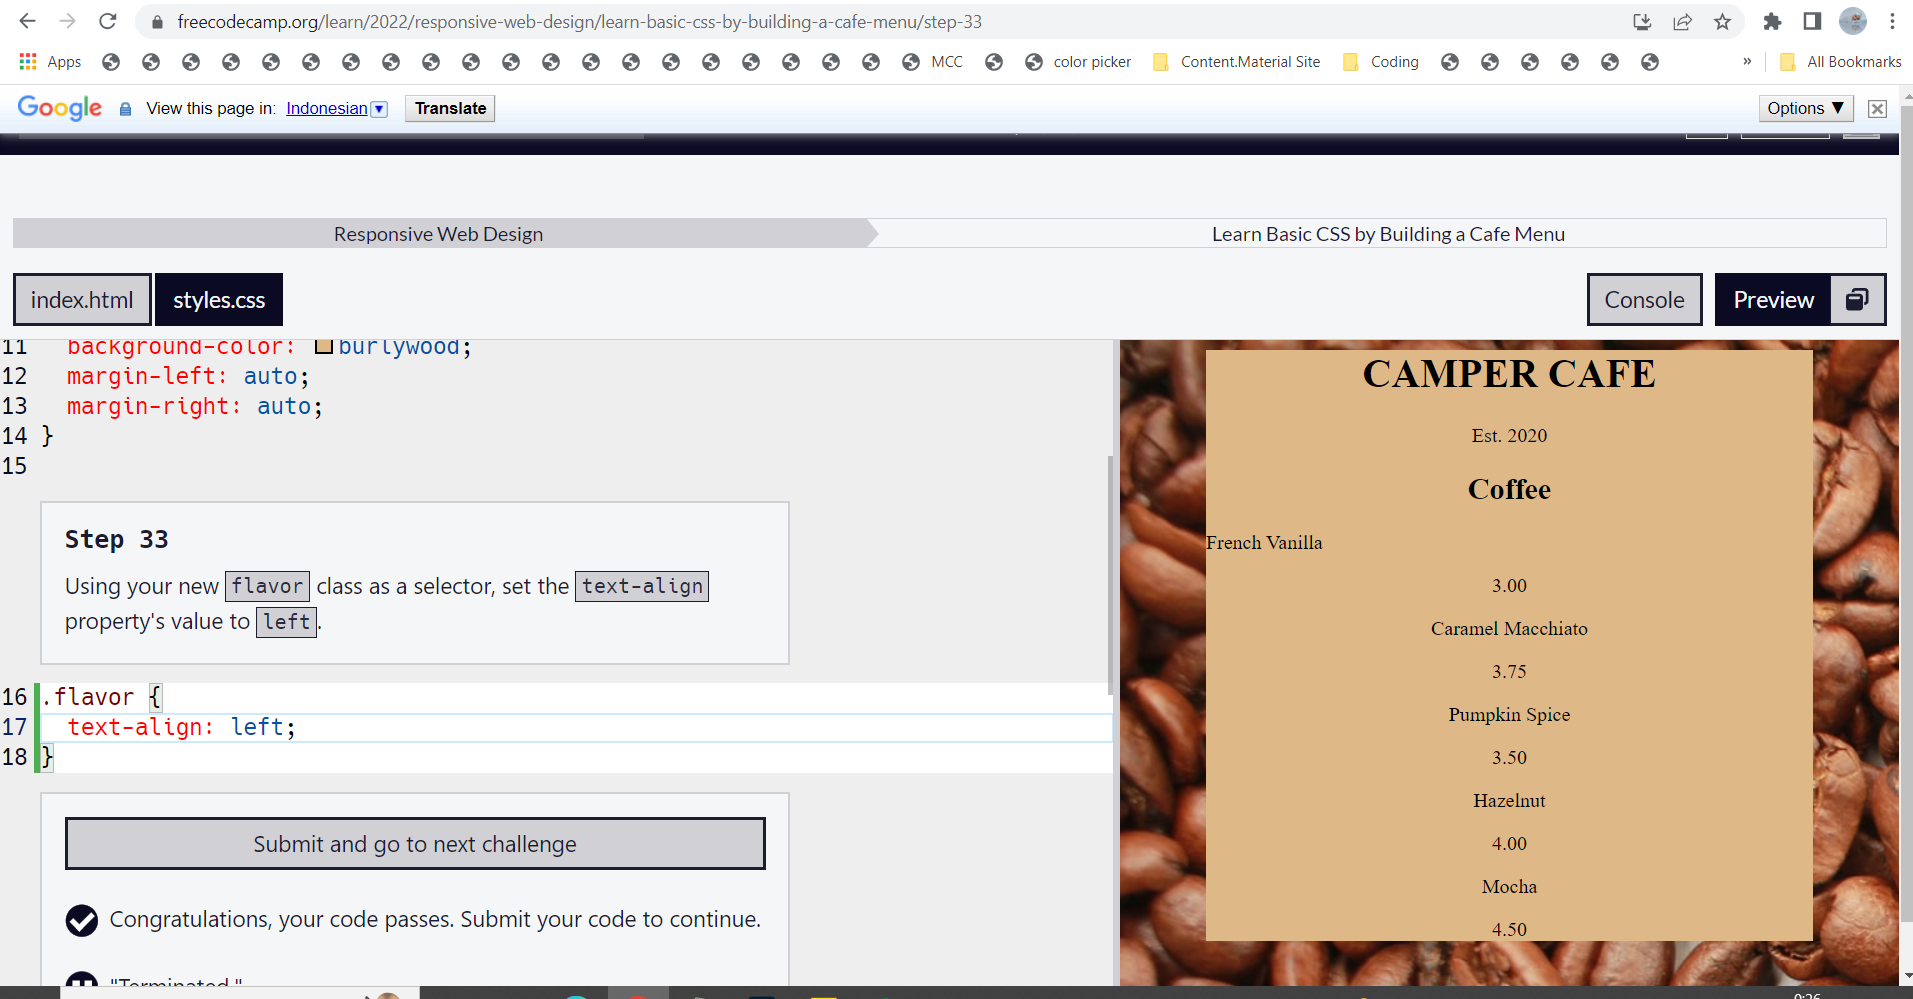 freecodecamp.org/learn/2022/responsive-web-design/learn-basic-css-by-building-a-cafe-menu/step-33
Apps MCC color picker Content.Material Site Coding » All Bookmarks
Google View this page in: Indonesian ▼ Translate Options ▼
Responsive Web Design Learn Basic CSS by Building a Cafe Menu
index.html styles.css Console Preview
11 background-color: burlywood;
12 margin-left: auto;
13 margin-right: auto;
14 }
15
Step 33
Using your new flavor class as a selector, set the text-align
property's value to left.
16 .flavor {
17 text-align: left;
18 }
Submit and go to next challenge
Congratulations, your code passes. Submit your code to continue.
"Terminated."
CAMPER CAFE
Est. 2020
Coffee
French Vanilla
3.00
Caramel Macchiato
3.75
Pumpkin Spice
3.50
Hazelnut
4.00
Mocha
4.50